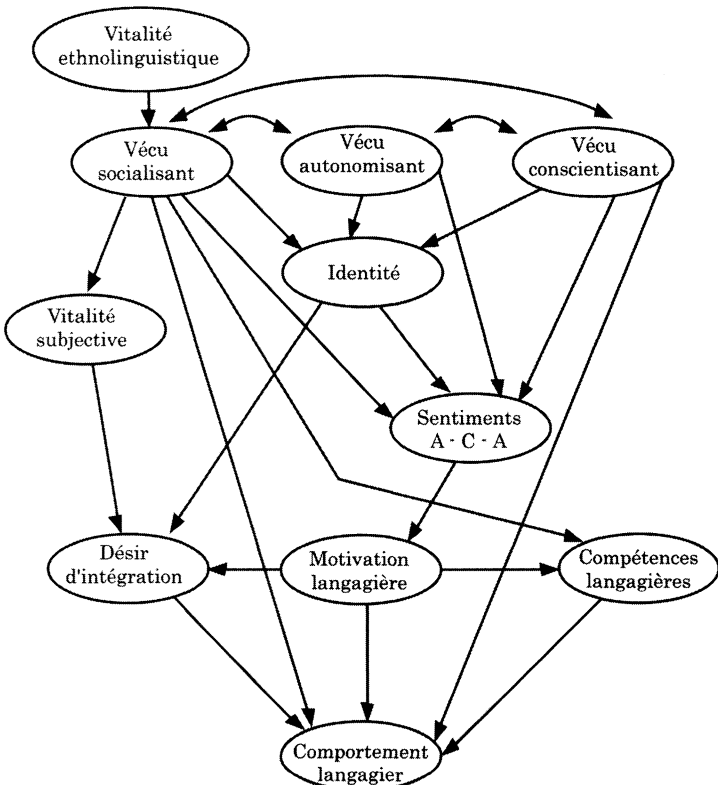 Vitalité
ethnolinguistique
Vécu
socialisant
Vécu
autonomisant
Vécu
conscientisant
Identité
Vitalité
subjective
Sentiments
A - C - A
Désir
d'intégration
Motivation
langagière
Compétences
langagières
Comportement
langagier